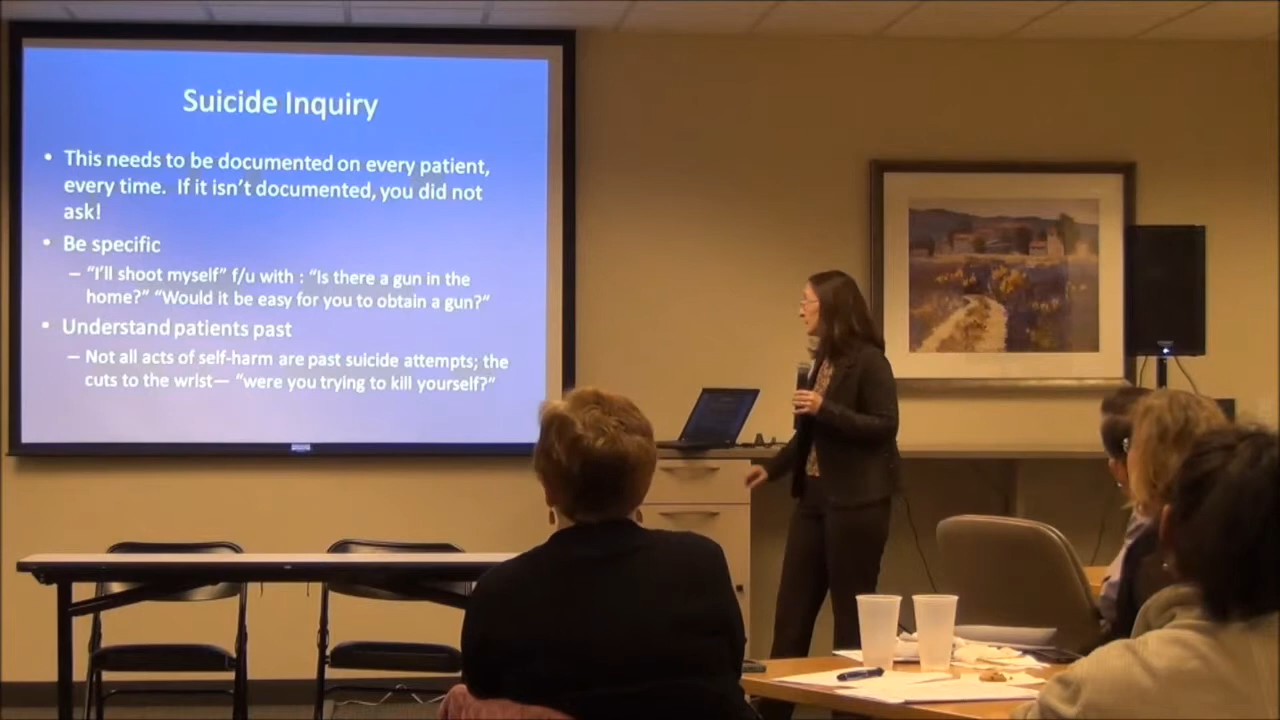 Suicide Inquiry
• This needs to be documented on every patient,
every time. If it isn't documented, you did not
ask!
• Be specific
– “I'll shoot myself” f/u with : “Is there a gun in the
home?” “Would it be easy for you to obtain a gun?”
• Understand patients past
– Not all acts of self-harm are past suicide attempts; the
cuts to the wrist— “were you trying to kill yourself?”